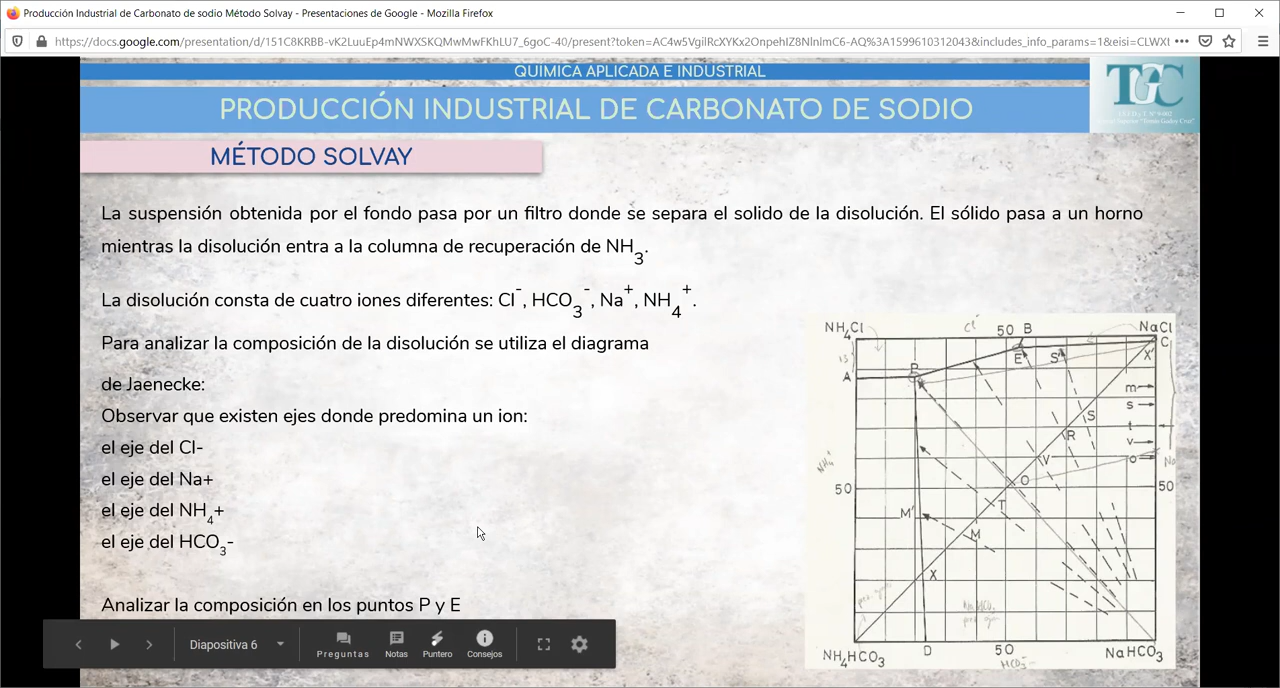 Producción Industrial de Carbonato de sodio Método Solvay - Presentaciones de Google - Mozilla Firefox
https://docs.google.com/presentation/d/151C8KRBB-vK2LuuEp4mNWXSKQMwMwFKhLU7_6goC-40/present?token=AC4w5VgilRcXYKx2OnpehIZ8NlnlmC6-AQ%3A1599610312043&includes_info_params=1&eisi=CLWXt
QUIMICA APLICADA E INDUSTRIAL
TGC
PRODUCCIÓN INDUSTRIAL DE CARBONATO DE SODIO
MÉTODO SOLVAY
La suspensión obtenida por el fondo pasa por un filtro donde se separa el solido de la disolución. El sólido pasa a un horno
mientras la disolución entra a la columna de recuperación de NH3.
La disolución consta de cuatro iones diferentes: Cl-, HCO3-, Na+, NH4+.
Para analizar la composición de la disolución se utiliza el diagrama
de Jaenecke:
Observar que existen ejes donde predomina un ion:
el eje del Cl-
el eje del Na+
el eje del NH4+
el eje del HCO3-
Analizar la composición en los puntos P y E
NH4Cl
Cl-
50 B
NaCl
C
A
P
E
S'
X'
m
s
t
v
o
S
R
V
O
T
M'
M
X
NH4+
Na
50
50
NH4HCO3
D
50
HCO3-
NaHCO3
Diapositiva 6
Preguntas
Notas
Puntero
Consejos